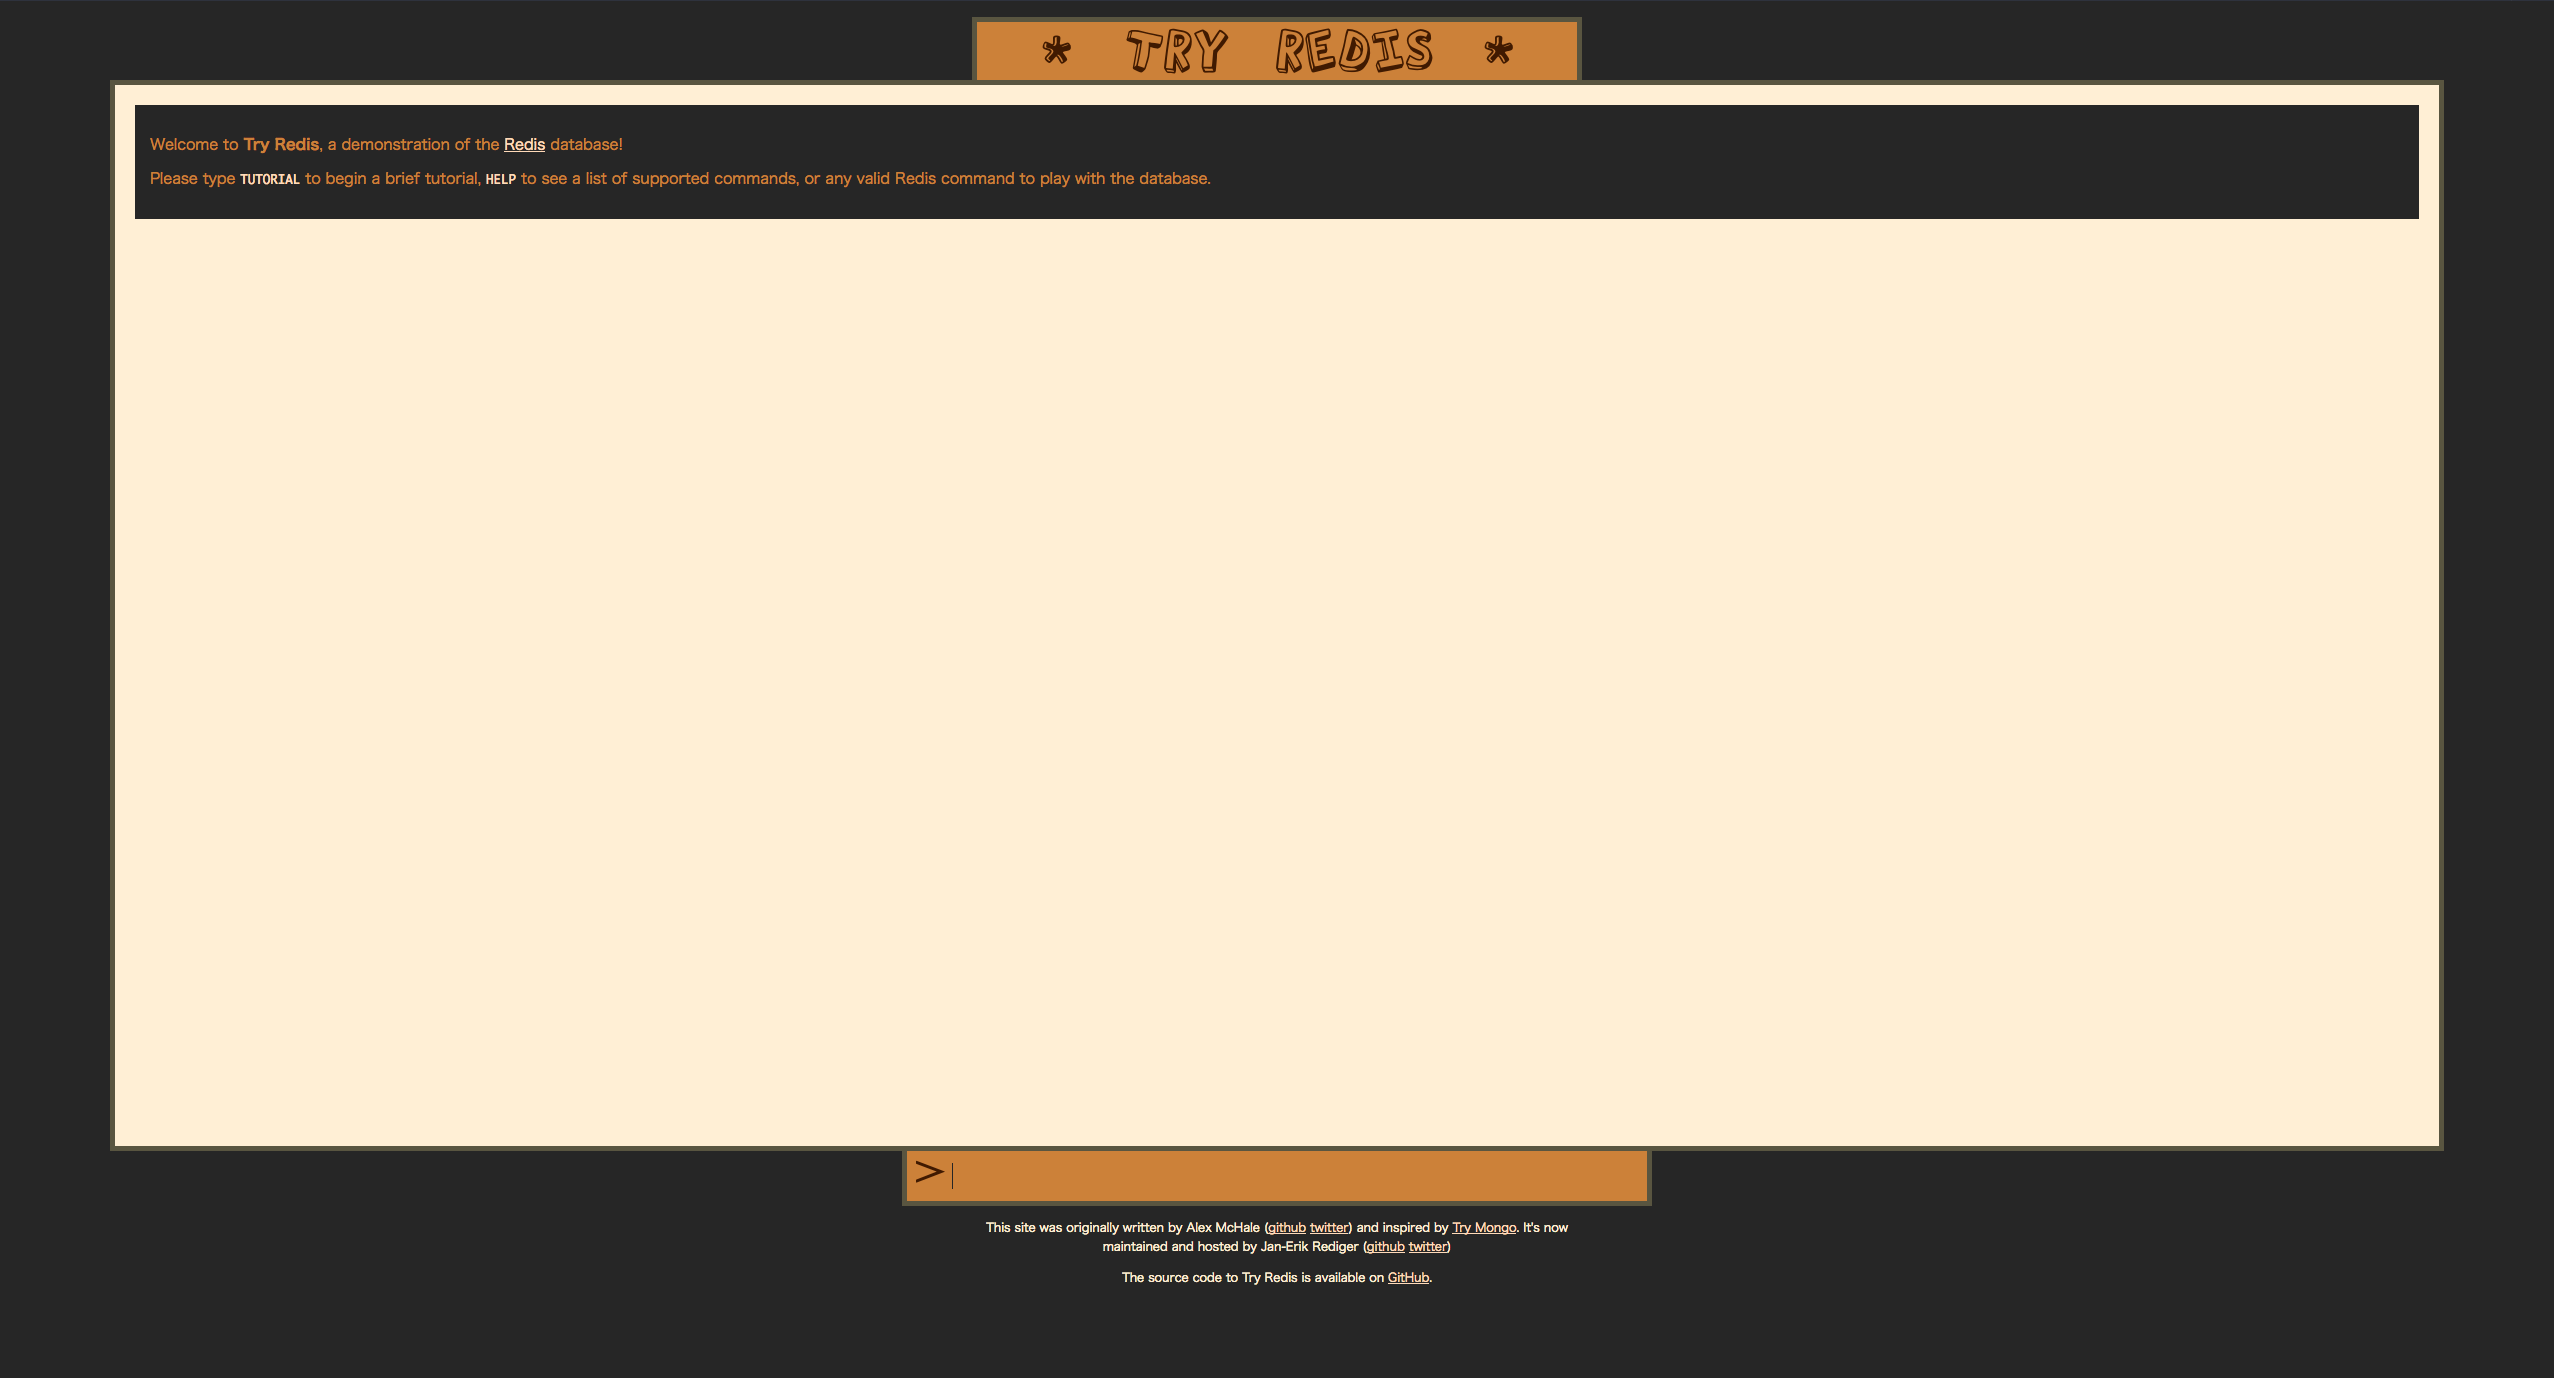 * TRY REDIS *
Welcome to Try Redis, a demonstration of the Redis database!
Please type TUTORIAL to begin a brief tutorial, HELP to see a list of supported commands, or any valid Redis command to play with the database.
>
This site was originally written by Alex McHale (github twitter) and inspired by Try Mongo. It's now
maintained and hosted by Jan-Erik Rediger (github twitter)
The source code to Try Redis is available on GitHub.